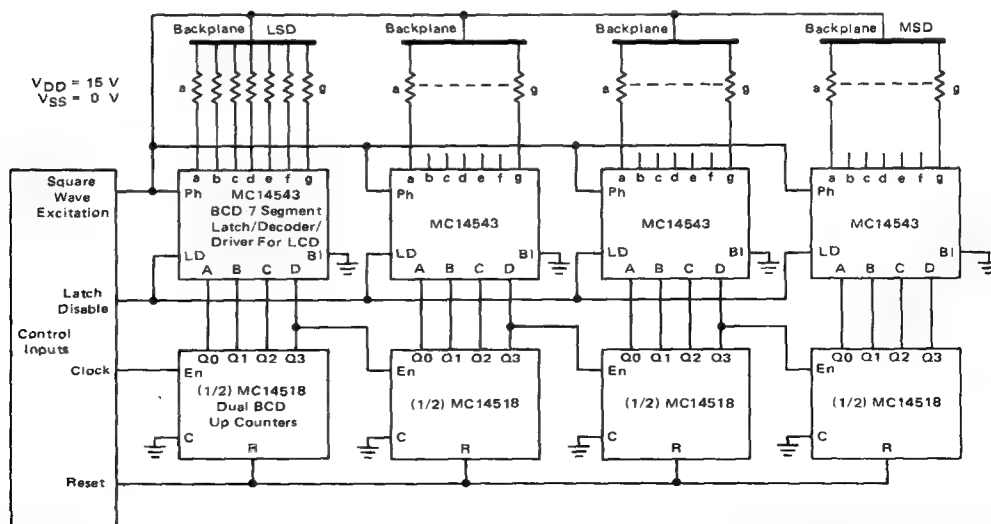 Backplane LSD
Backplane
Backplane
Backplane MSD
VDD = 15 V
VSS = 0 V
a g
a g
a g
a g
Square
Wave
Excitation
a b c d e f g
Ph
MC14543
BCD 7 Segment
Latch/Decoder/
Driver For LCD
LD BI
A B C D
a b c d e f g
Ph
MC14543
LD BI
A B C D
a b c d e f g
Ph
MC14543
LD BI
A B C D
a b c d e f g
Ph
MC14543
LD BI
A B C D
Latch
Disable
Control
Inputs
Clock
Q0 Q1 Q2 Q3
En
(1/2) MC14518
Dual BCD
Up Counters
C
R
Q0 Q1 Q2 Q3
En
(1/2) MC14518
C
R
Q0 Q1 Q2 Q3
En
(1/2) MC14518
C
R
Q0 Q1 Q2 Q3
En
(1/2) MC14518
C
R
Reset